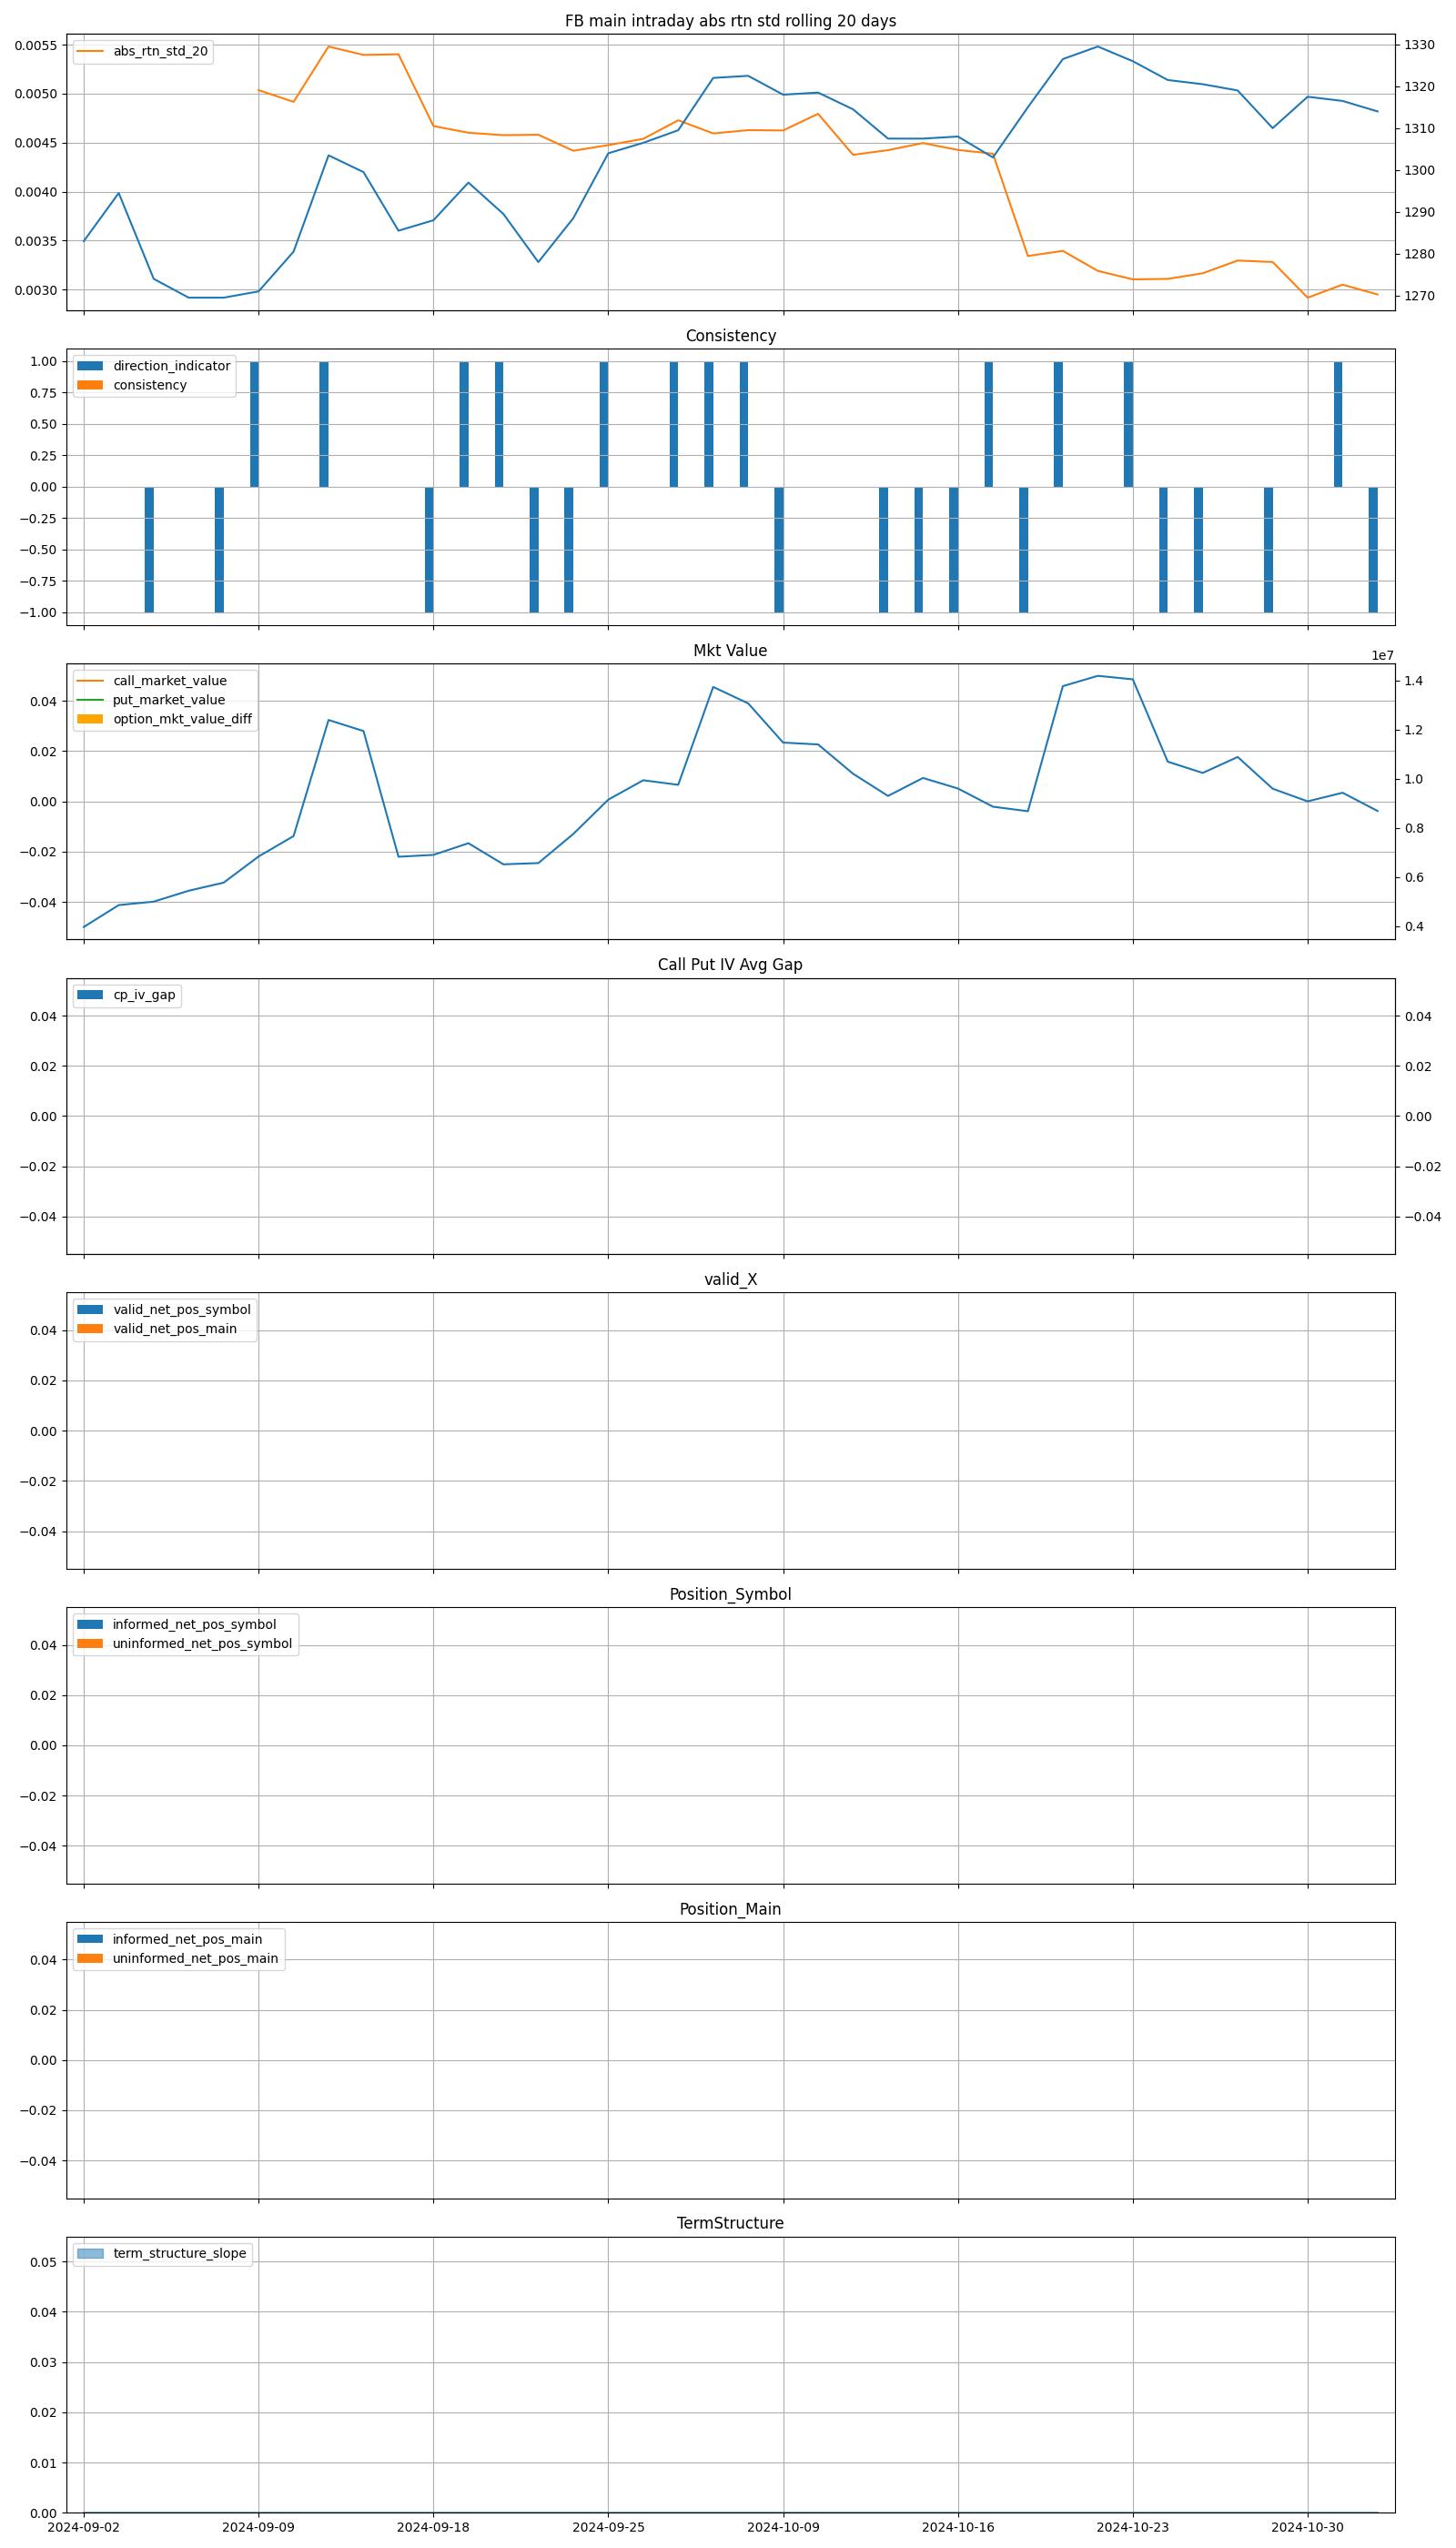 FB main intraday abs rtn std rolling 20 days
abs_rtn_std_20
0.0055
0.0050
0.0045
0.0040
0.0035
0.0030
1330
1320
1310
1300
1290
1280
1270
Consistency
direction_indicator
consistency
1.00
0.75
0.50
0.25
0.00
−0.25
−0.50
−0.75
−1.00
Mkt Value
1e7
call_market_value
put_market_value
option_mkt_value_diff
0.04
0.02
0.00
−0.02
−0.04
1.4
1.2
1.0
0.8
0.6
0.4
Call Put IV Avg Gap
cp_iv_gap
0.04
0.02
0.00
−0.02
−0.04
0.04
0.02
0.00
−0.02
−0.04
valid_X
valid_net_pos_symbol
valid_net_pos_main
0.04
0.02
0.00
−0.02
−0.04
Position_Symbol
informed_net_pos_symbol
uninformed_net_pos_symbol
0.04
0.02
0.00
−0.02
−0.04
Position_Main
informed_net_pos_main
uninformed_net_pos_main
0.04
0.02
0.00
−0.02
−0.04
TermStructure
term_structure_slope
0.05
0.04
0.03
0.02
0.01
0.00
2024-09-02 2024-09-09 2024-09-18 2024-09-25 2024-10-09 2024-10-16 2024-10-23 2024-10-30